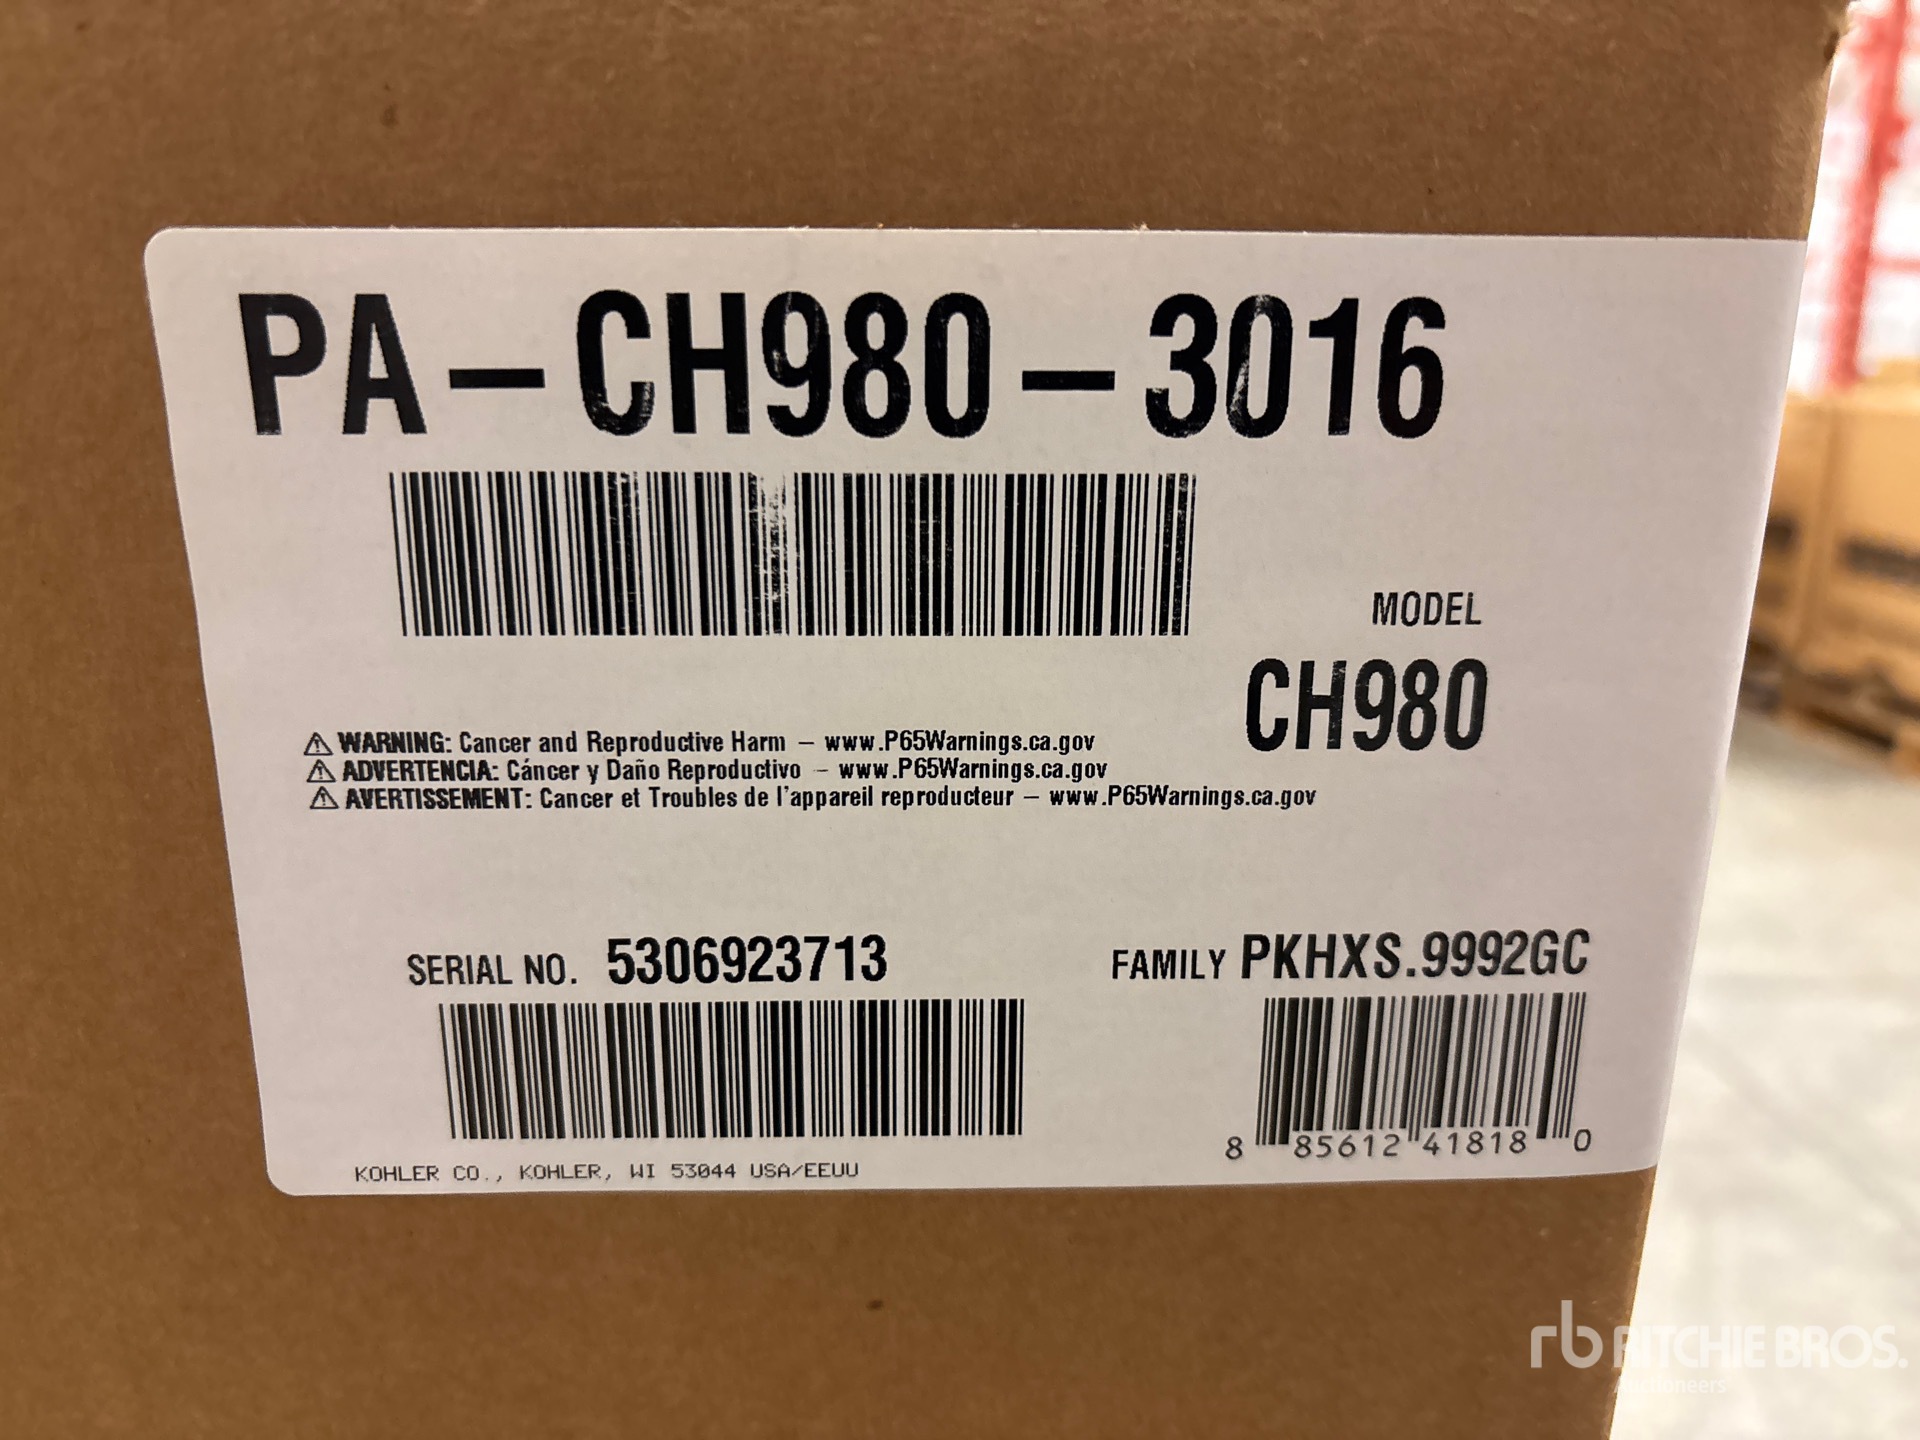 PA-CH980-3016
MODEL
CH980
⚠ WARNING: Cancer and Reproductive Harm – www.P65Warnings.ca.gov
⚠ ADVERTENCIA: Cáncer y Daño Reproductivo – www.P65Warnings.ca.gov
⚠ AVERTISSEMENT: Cancer et Troubles de l'appareil reproducteur – www.P65Warnings.ca.gov
SERIAL NO. 5306923713
FAMILY PKHXS.9992GC
8 85612 41818 0
KOHLER CO., KOHLER, WI 53044 USA/EEUU
rb RITCHIE BROS.
Auctioneers